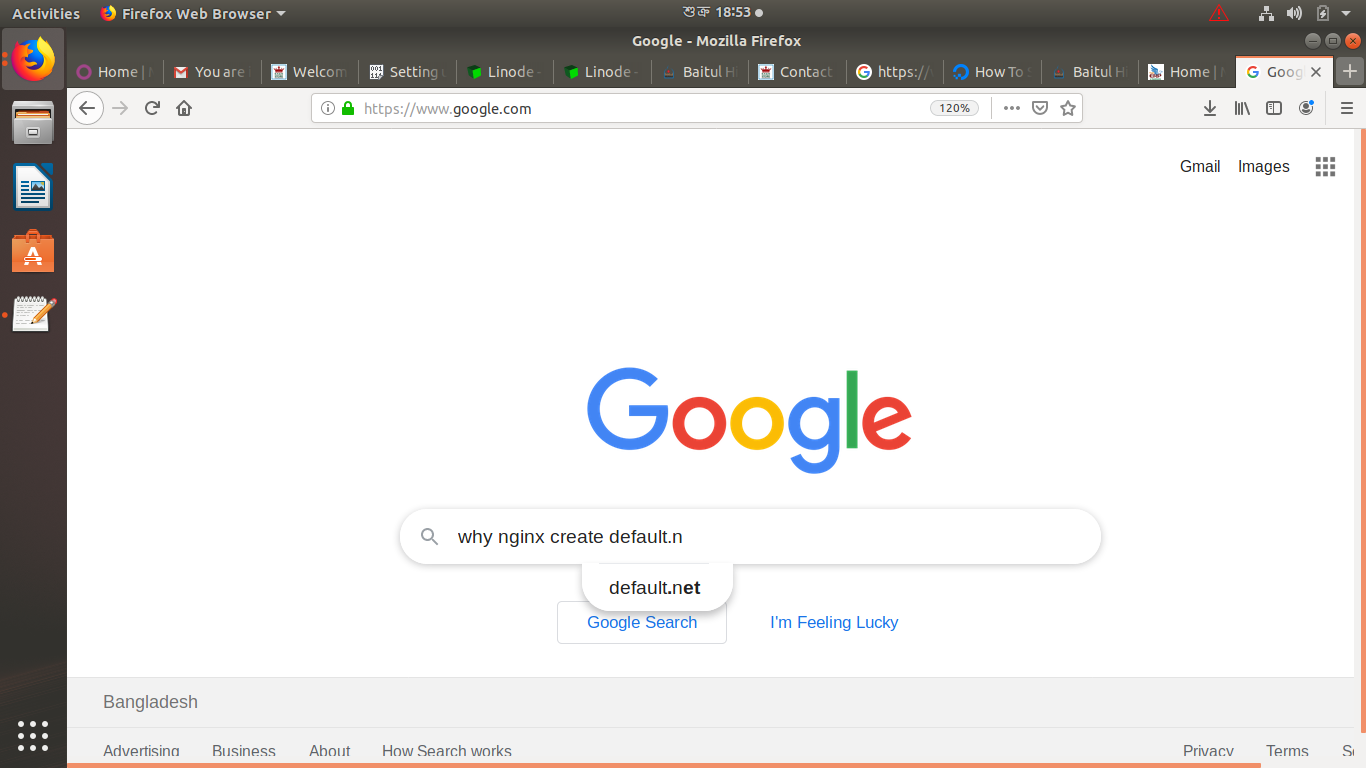 Activities Firefox Web Browser শুক্র 18:53
Google - Mozilla Firefox
Home | You are Welcom Setting Linode - Linode - Baitul H Contact https:// How To Baitul H Home | Goog
https://www.google.com 120%
Gmail Images
Google
why nginx create default.n
default.net
Google Search I'm Feeling Lucky
Bangladesh
Advertising Business About How Search works Privacy Terms